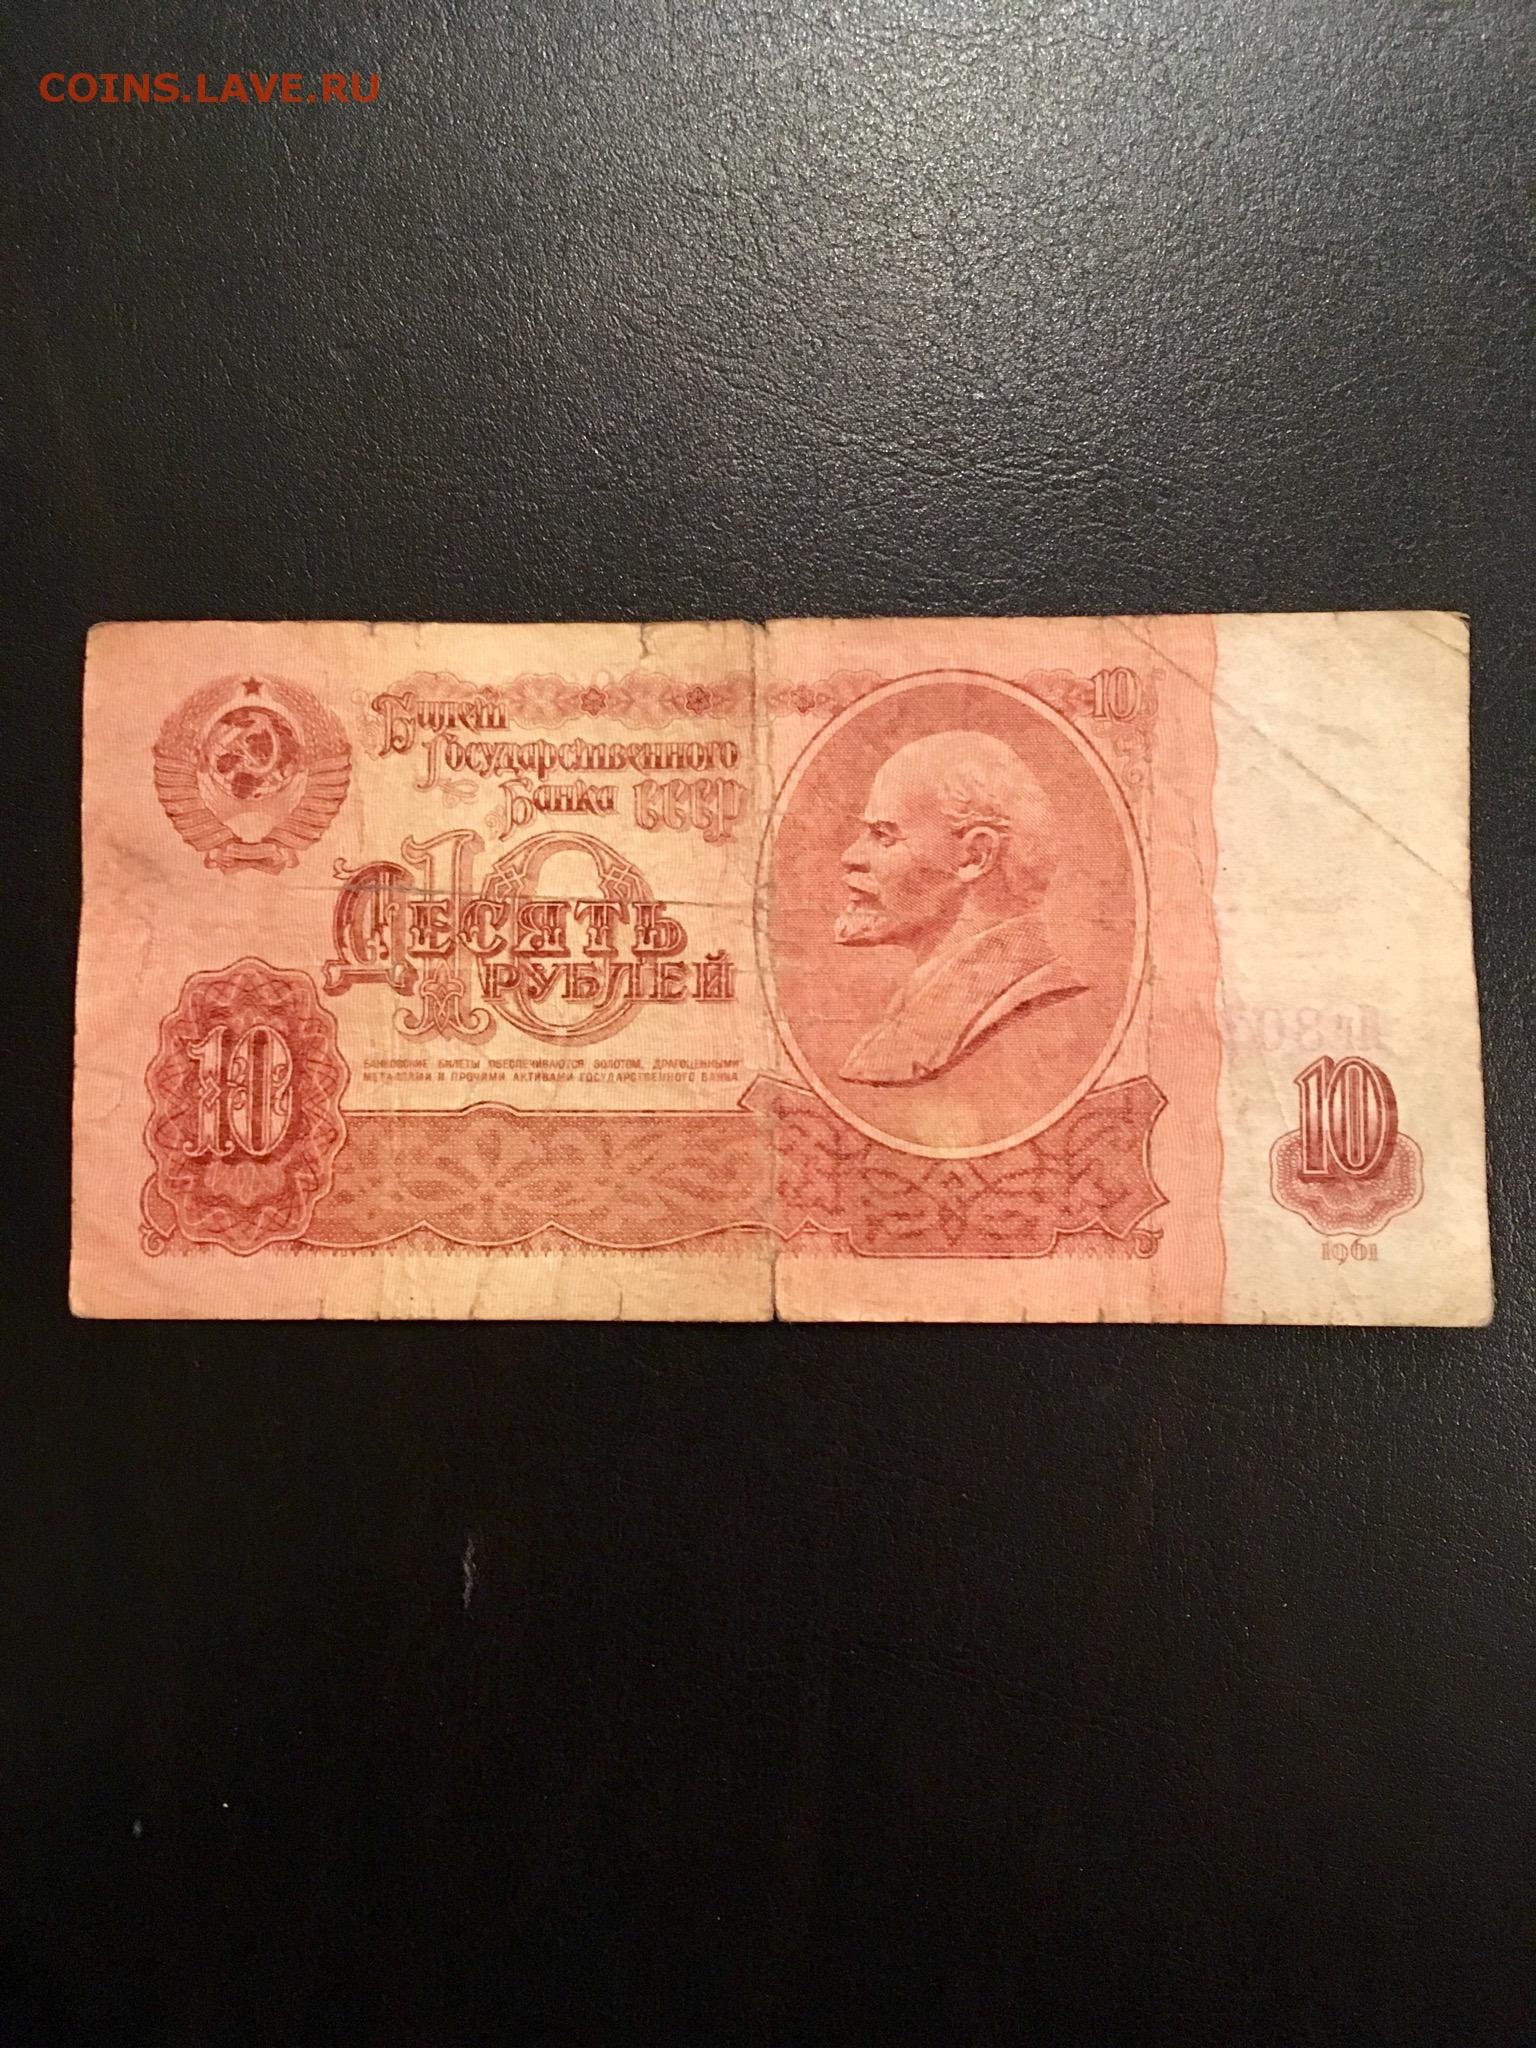 COINS.LAVE.RU
Билет
Государственного
Банка СССР
10
10
Десять
рублей
БАНКОВСКИЕ БИЛЕТЫ ОБЕСПЕЧИВАЮТСЯ ЗОЛОТОМ, ДРАГОЦЕННЫМИ
МЕТАЛЛАМИ И ПРОЧИМИ АКТИВАМИ ГОСУДАРСТВЕННОГО БАНКА
10
10
1961